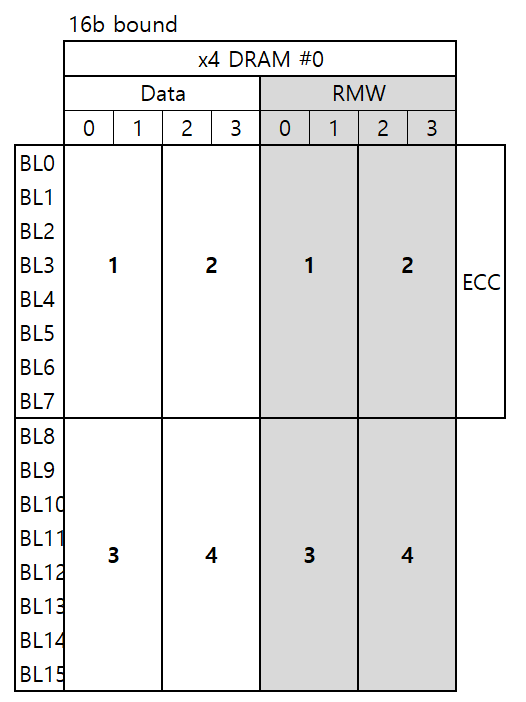 16b bound
x4 DRAM #0
Data RMW
0 1 2 3 0 1 2 3
BL0
BL1
BL2
BL3 1 2 1 2
ECC
BL4
BL5
BL6
BL7
BL8
BL9
BL10
BL11
3 4 3 4
BL12
BL13
BL14
BL15